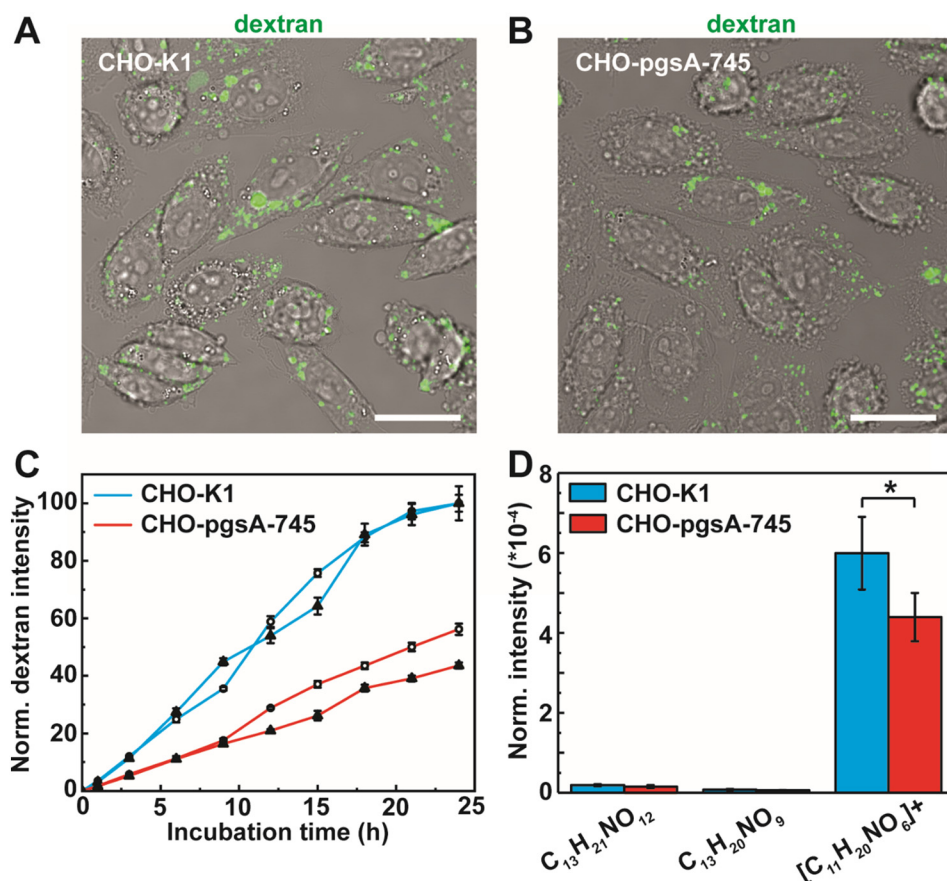 A
dextran
CHO-K1
B
dextran
CHO-pgsA-745
C
Norm. dextran intensity
100
80
60
40
20
0
CHO-K1
CHO-pgsA-745
0 5 10 15 20 25
Incubation time (h)
D
Norm. intensity (*10⁻⁴)
8
6
4
2
0
CHO-K1
CHO-pgsA-745
*
C₁₃H₂₁NO₁₂
C₁₃H₂₀NO₉
[C₁₁H₂₀NO₆]+